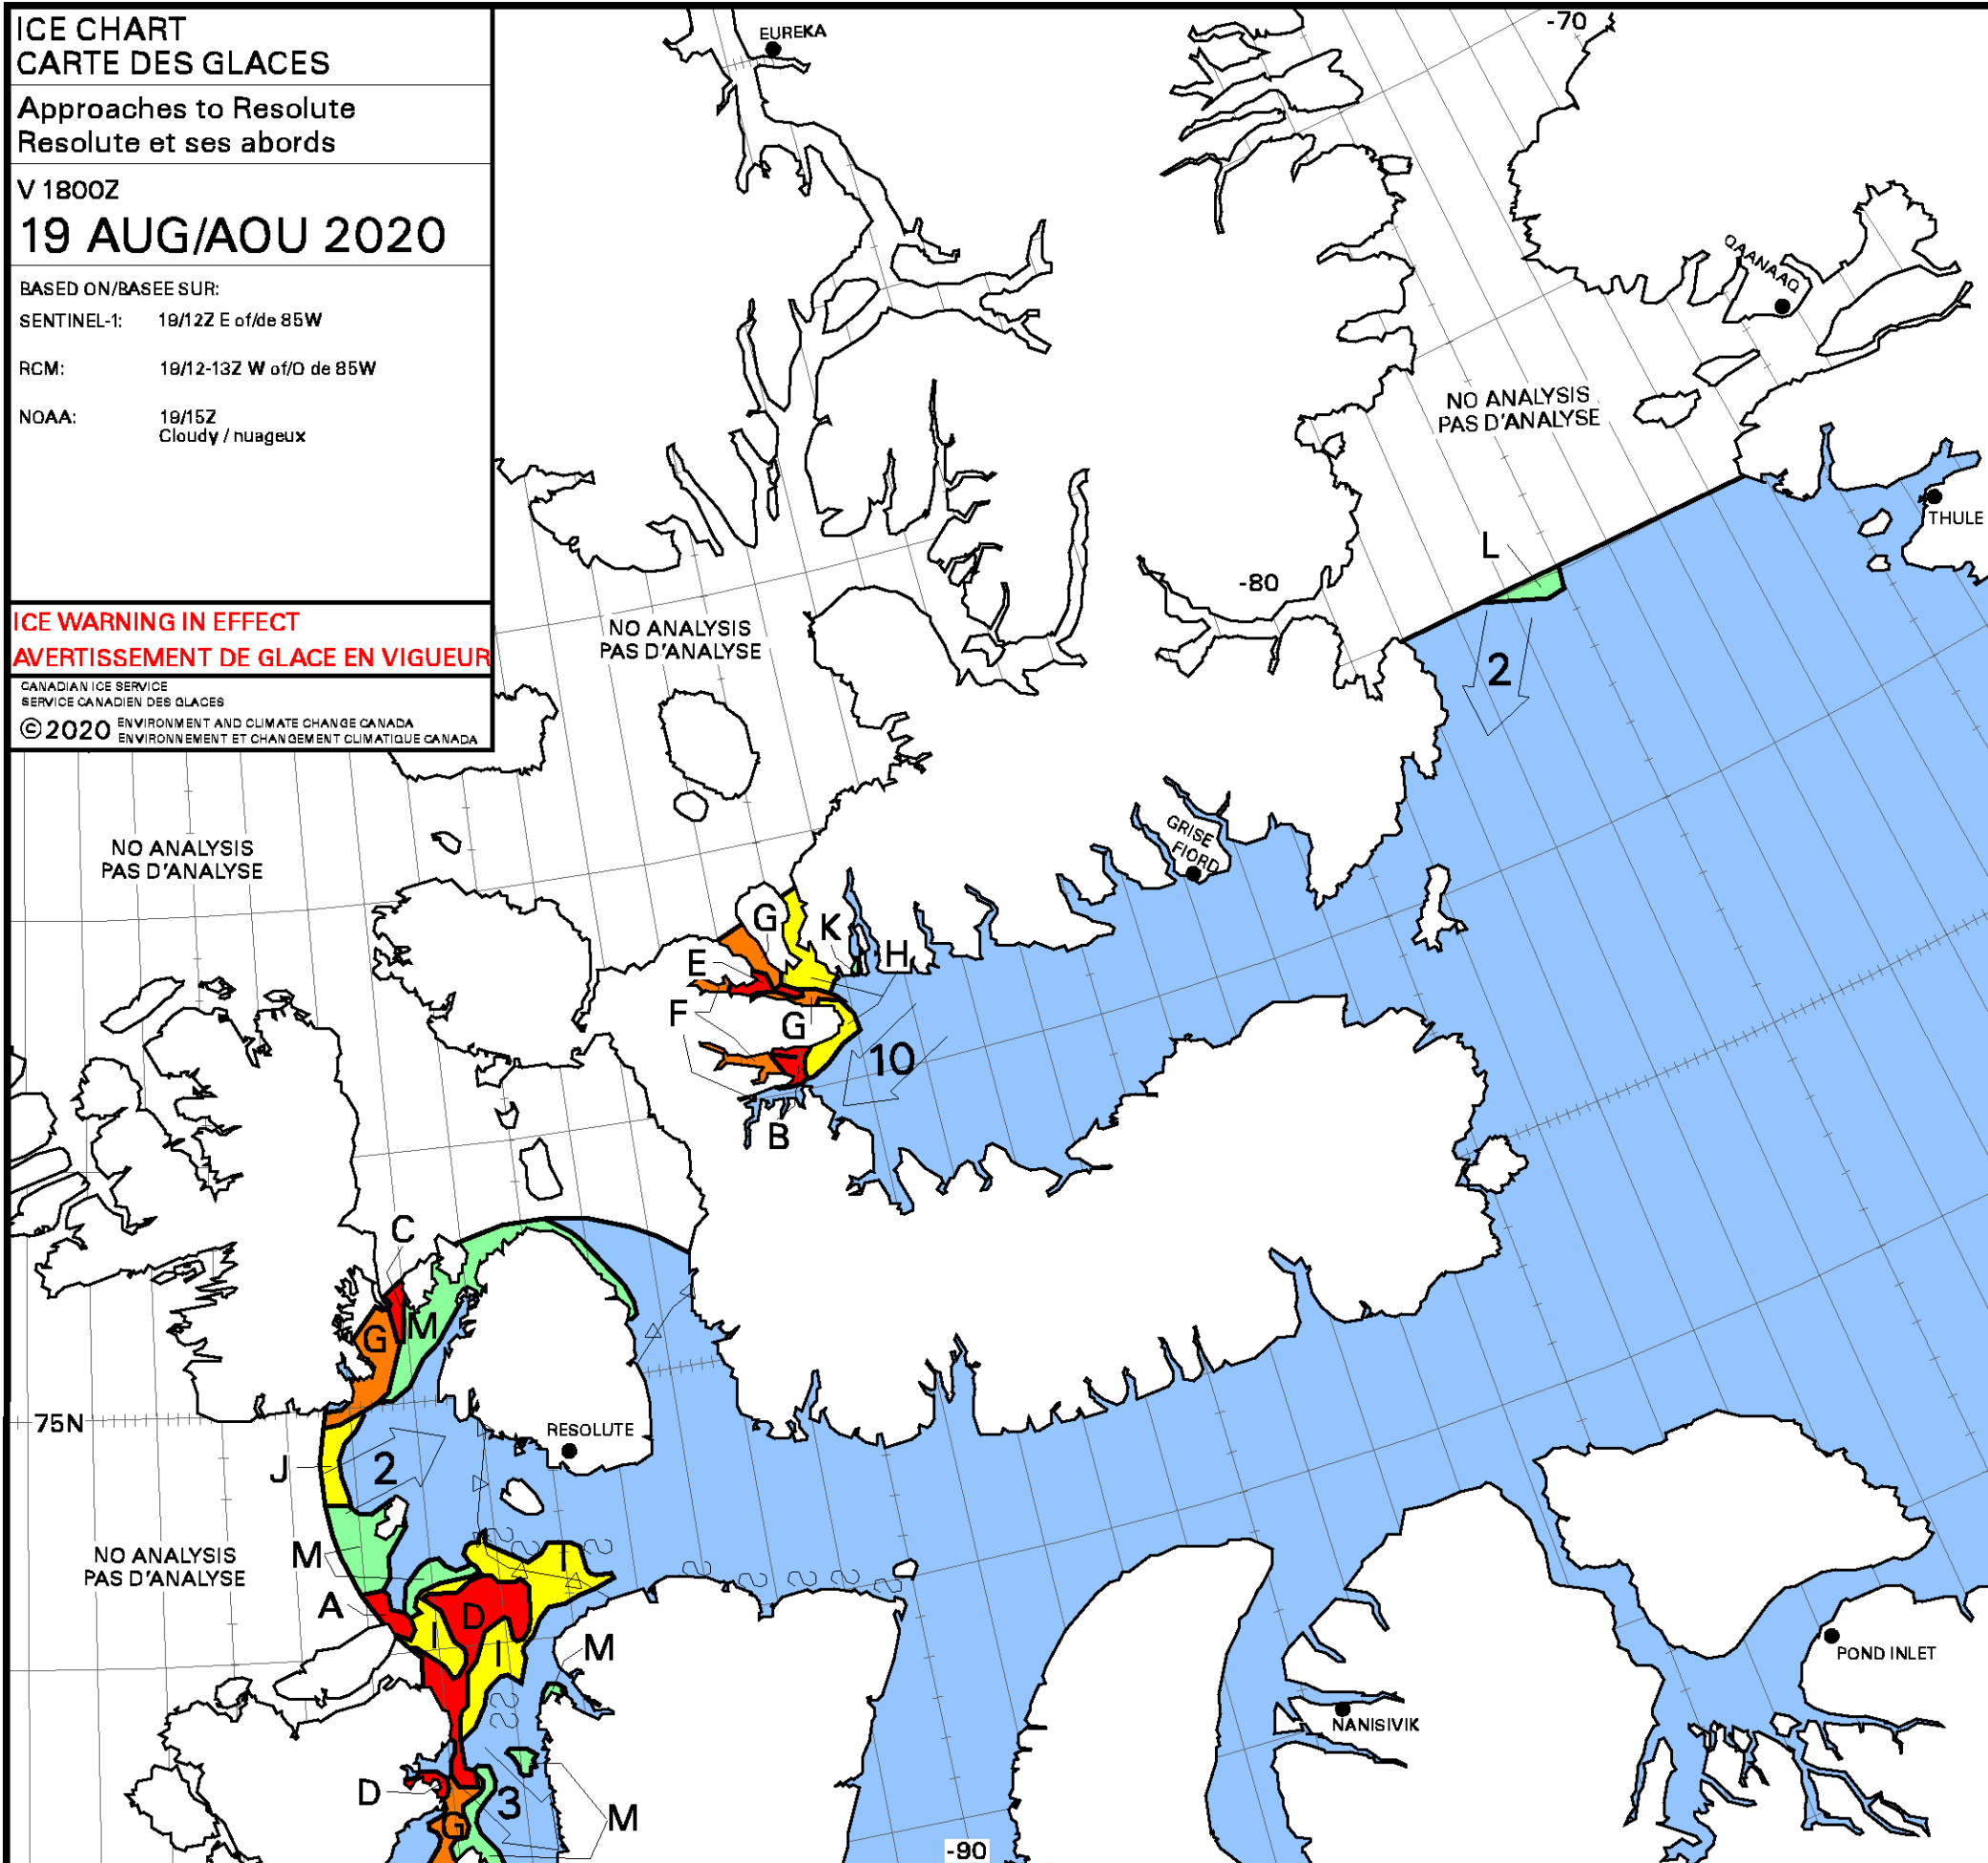 ICE CHART
CARTE DES GLACES
Approaches to Resolute
Resolute et ses abords
V 1800Z
19 AUG/AOU 2020
BASED ON/BASEE SUR:
SENTINEL-1: 19/12Z E of/de 85W
RCM: 19/12-13Z W of/O de 85W
NOAA: 19/15Z
Cloudy / nuageux
ICE WARNING IN EFFECT
AVERTISSEMENT DE GLACE EN VIGUEUR
CANADIAN ICE SERVICE
SERVICE CANADIEN DES GLACES
© 2020 ENVIRONMENT AND CLIMATE CHANGE CANADA
ENVIRONNEMENT ET CHANGEMENT CLIMATIQUE CANADA
EUREKA
-70
QAANAAQ
NO ANALYSIS
PAS D'ANALYSE
THULE
L
-80
2
NO ANALYSIS
PAS D'ANALYSE
NO ANALYSIS
PAS D'ANALYSE
GRISE
FIORD
G
K
H
E
F
G
10
B
C
M
G
75N
RESOLUTE
J
2
NO ANALYSIS
PAS D'ANALYSE
M
I
A
D
I
I
M
POND INLET
NANISIVIK
D
3
M
G
-90